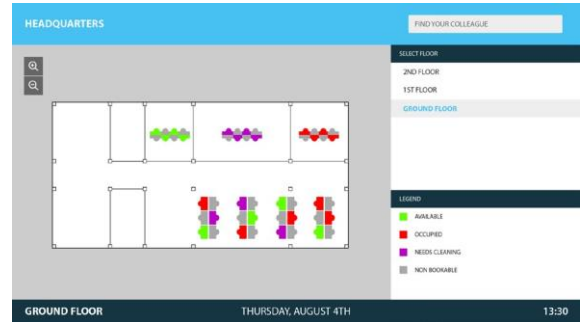 HEADQUARTERS
FIND YOUR COLLEAGUE
SELECT FLOOR
2ND FLOOR
1ST FLOOR
GROUND FLOOR
LEGEND
AVAILABLE
OCCUPIED
NEEDS CLEANING
NON BOOKABLE
GROUND FLOOR
THURSDAY, AUGUST 4TH
13:30